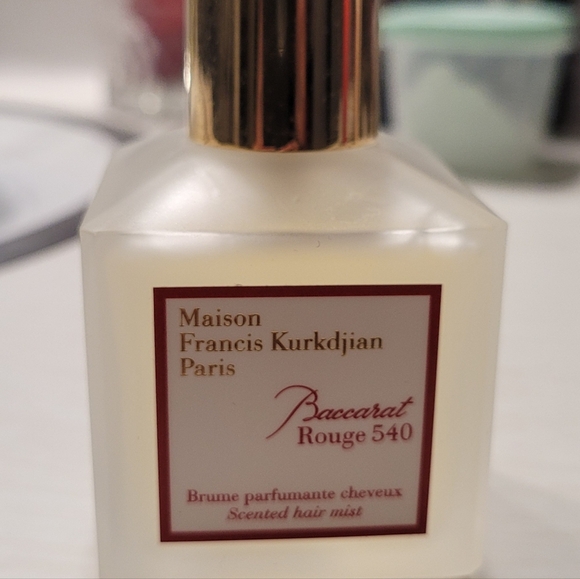 Maison
Francis Kurkdjian
Paris
Baccarat
Rouge 540
Brume parfumante cheveux
Scented hair mist